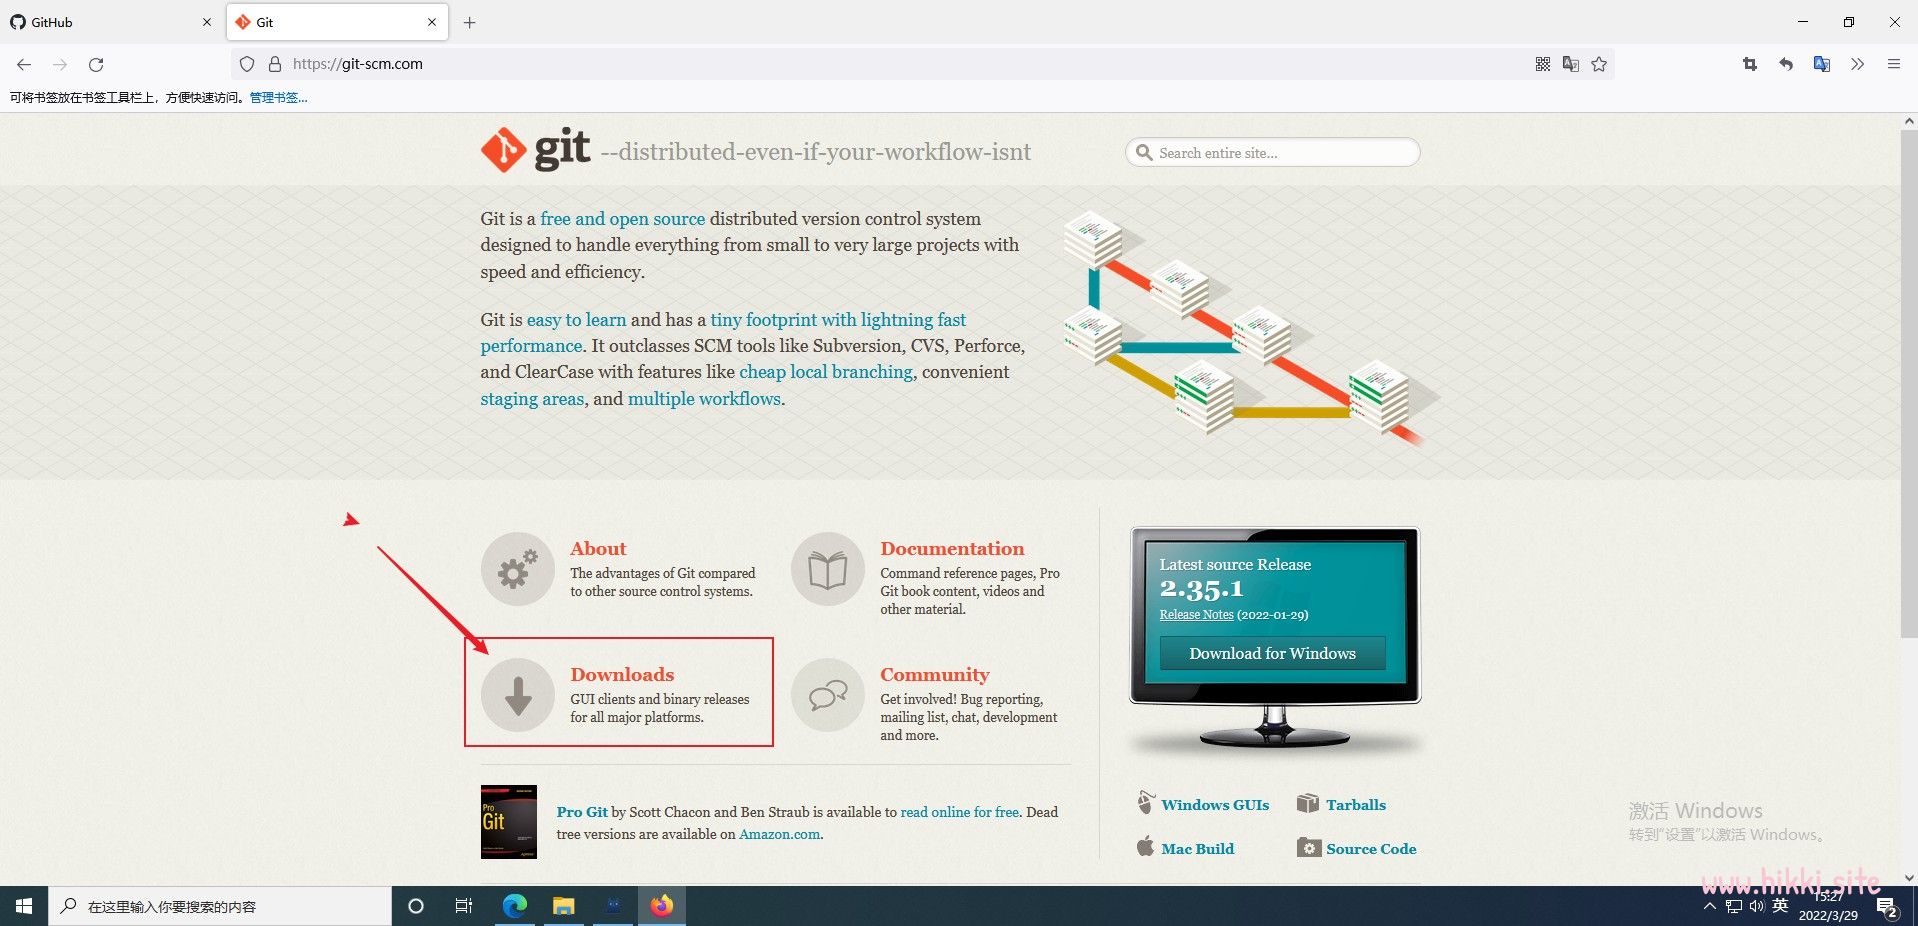 GitHub
Git
https://git-scm.com
可将书签放在书签工具栏上，方便快速访问。管理书签...
git --distributed-even-if-your-workflow-isnt
Search entire site...
Git is a free and open source distributed version control system
designed to handle everything from small to very large projects with
speed and efficiency.
Git is easy to learn and has a tiny footprint with lightning fast
performance. It outclasses SCM tools like Subversion, CVS, Perforce,
and ClearCase with features like cheap local branching, convenient
staging areas, and multiple workflows.
About
The advantages of Git compared
to other source control systems.
Documentation
Command reference pages, Pro
Git book content, videos and
other material.
Downloads
GUI clients and binary releases
for all major platforms.
Community
Get involved! Bug reporting,
mailing list, chat, development
and more.
Latest source Release
2.35.1
Release Notes (2022-01-29)
Download for Windows
Pro
Git
Pro Git by Scott Chacon and Ben Straub is available to read online for free. Dead
tree versions are available on Amazon.com.
Windows GUIs
Tarballs
Mac Build
Source Code
激活 Windows
转到“设置”以激活 Windows。
www.hikki.site
在这里输入你要搜索的内容
英
15:27
2022/3/29
2